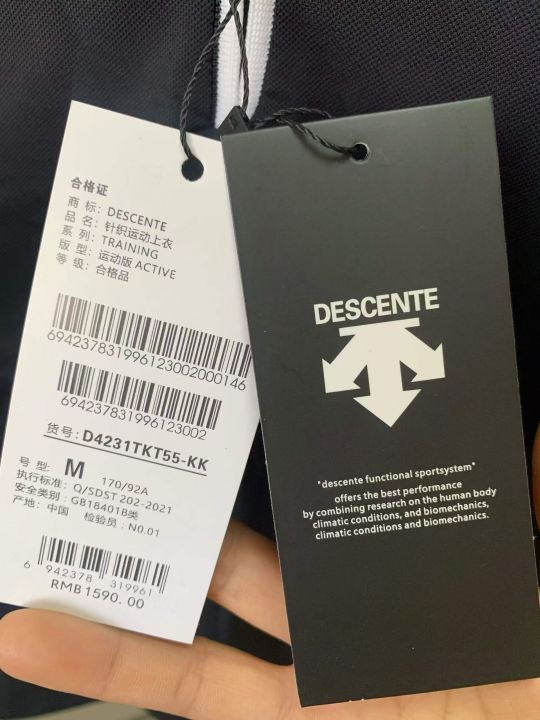 合格证
商 标: DESCENTE
品 名: 针织运动上衣
系 列: TRAINING
版 型: 运动版 ACTIVE
等 级: 合格品
69423783199612300200​0146
69423783199612​3002
货号: D4231TKT55-KK
号 型: M 170/92A
执行标准: Q/SDST 202-2021
安全类别: GB18401B类
产地: 中国 检验员: N0.01
6 942378 319961
RMB1590.00
DESCENTE
"descente functional sportsystem"
offers the best performance
by combining research on the human body
climatic conditions, and biomechanics,
climatic conditions and biomechanics.